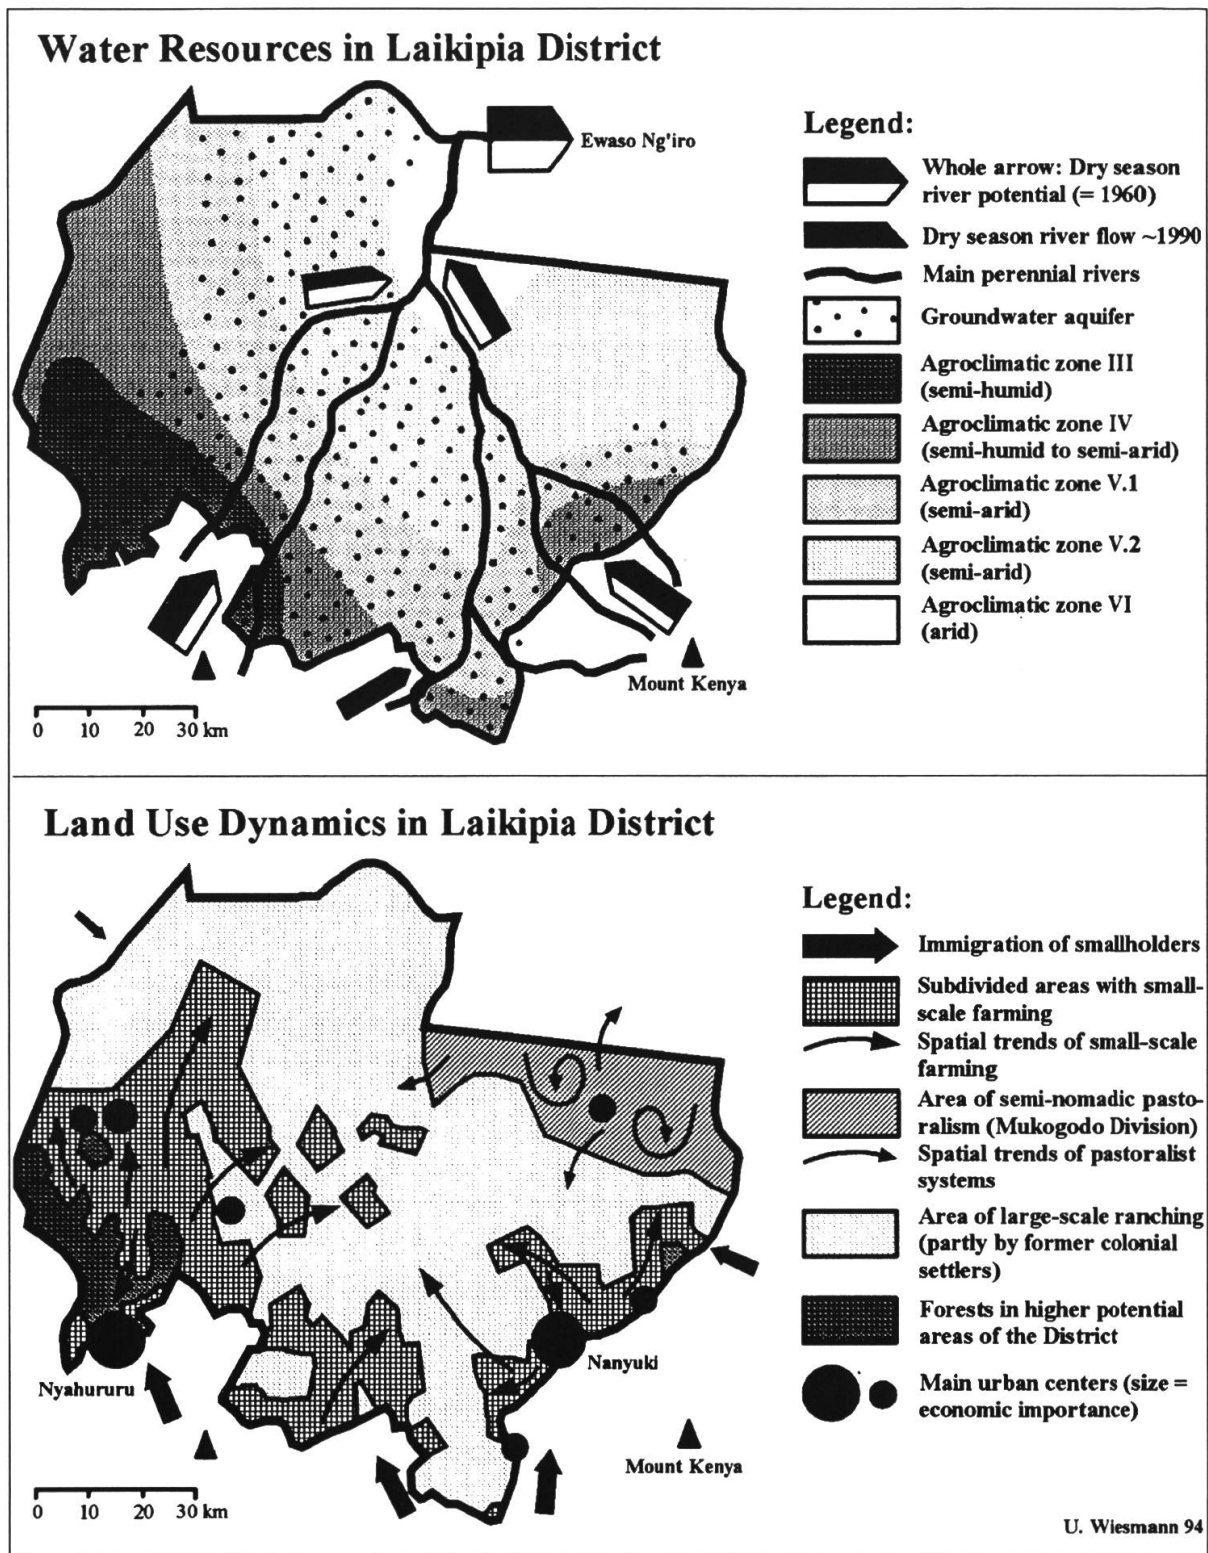 Water Resources in Laikipia District
Ewaso Ng'iro
Mount Kenya
0 10 20 30 km
Legend:
Whole arrow: Dry season
river potential (= 1960)
Dry season river flow ~1990
Main perennial rivers
Groundwater aquifer
Agroclimatic zone III
(semi-humid)
Agroclimatic zone IV
(semi-humid to semi-arid)
Agroclimatic zone V.1
(semi-arid)
Agroclimatic zone V.2
(semi-arid)
Agroclimatic zone VI
(arid)
Land Use Dynamics in Laikipia District
Nyahururu
Nanyuki
Mount Kenya
0 10 20 30 km
Legend:
Immigration of smallholders
Subdivided areas with small-
scale farming
Spatial trends of small-scale
farming
Area of semi-nomadic pasto-
ralism (Mukogodo Division)
Spatial trends of pastoralist
systems
Area of large-scale ranching
(partly by former colonial
settlers)
Forests in higher potential
areas of the District
Main urban centers (size =
economic importance)
U. Wiesmann 94